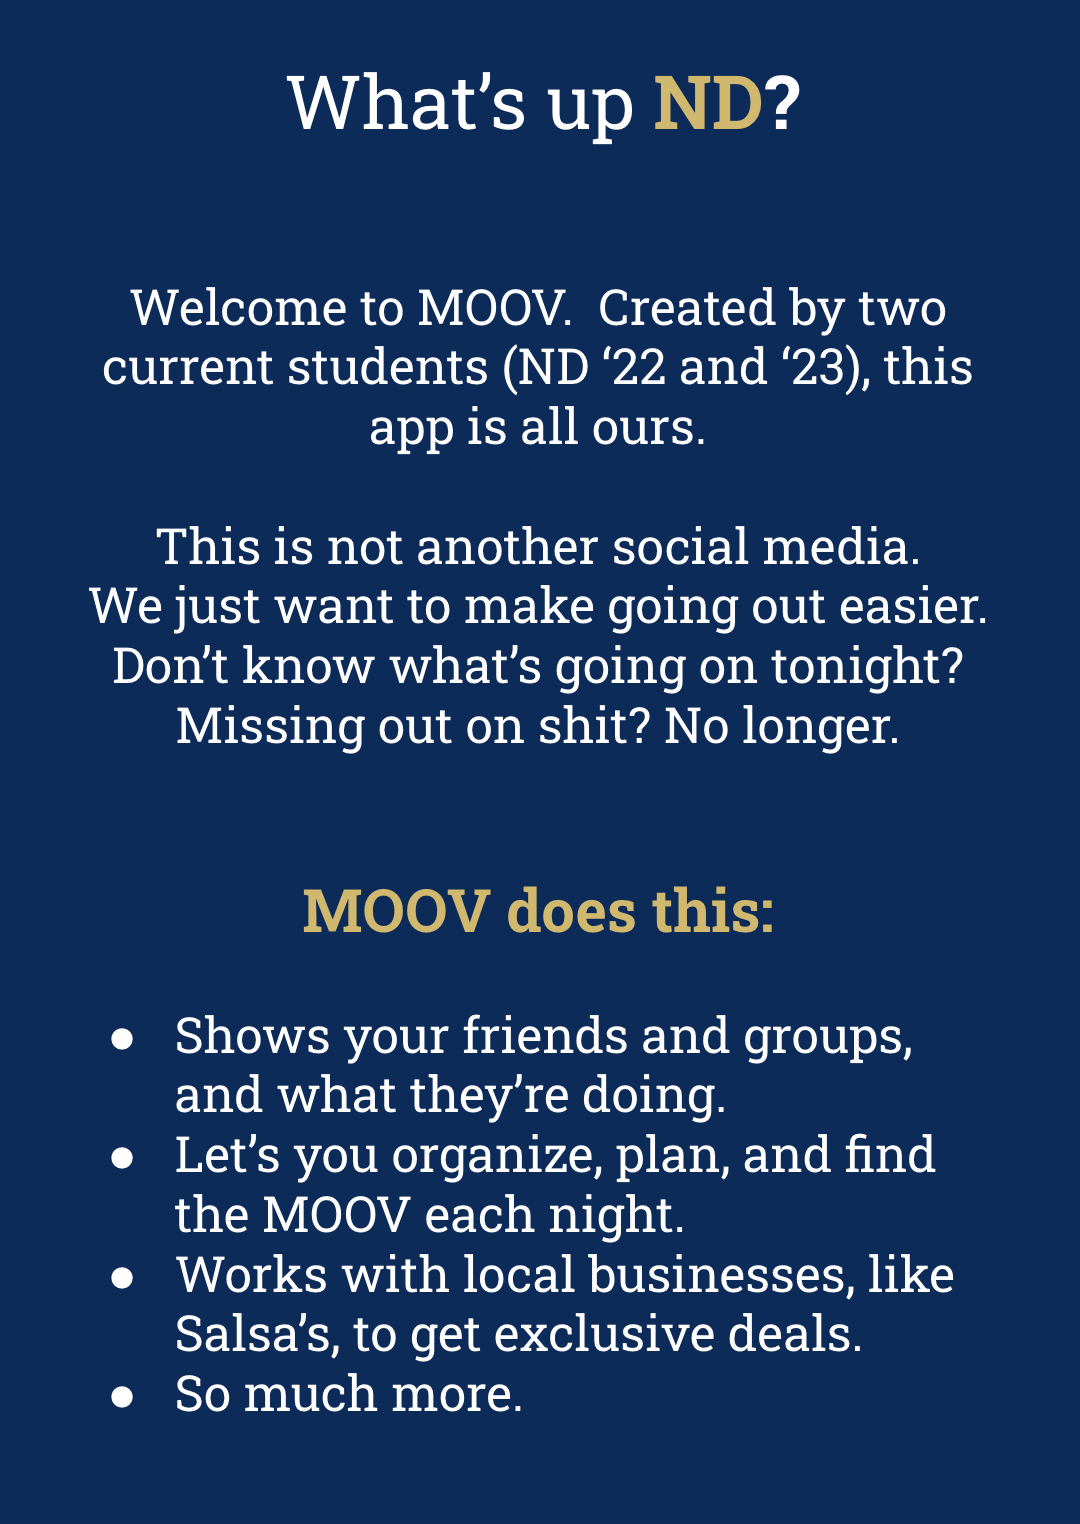 What’s up ND?
Welcome to MOOV.  Created by two
current students (ND ‘22 and ‘23), this
app is all ours.
This is not another social media.
We just want to make going out easier.
Don’t know what’s going on tonight?
Missing out on shit? No longer.
MOOV does this:
● Shows your friends and groups,
and what they’re doing.
● Let’s you organize, plan, and find
the MOOV each night.
● Works with local businesses, like
Salsa’s, to get exclusive deals.
● So much more.